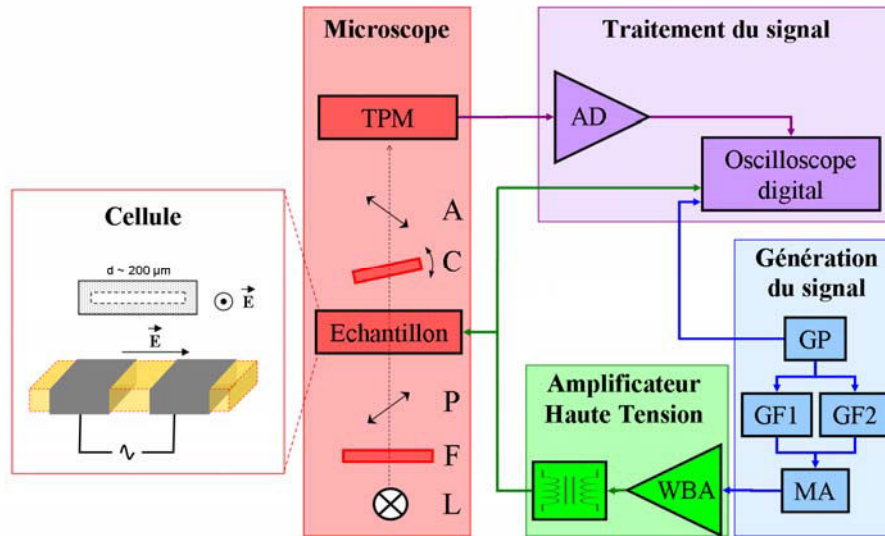 Microscope
Traitement du signal
TPM
AD
Oscilloscope
digital
A
C
Echantillon
P
F
L
Cellule
d ~ 200 µm
E
E
Génération
du signal
GP
GF1
GF2
MA
Amplificateur
Haute Tension
WBA